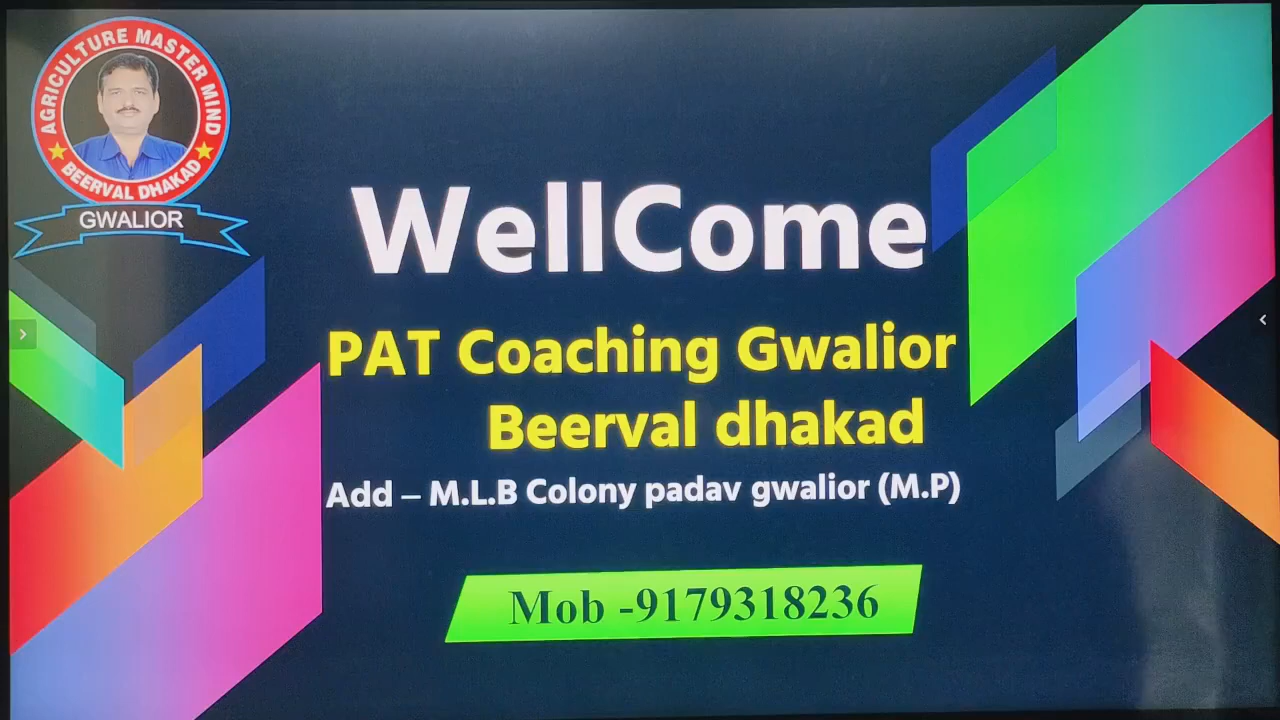 AGRICULTURE MASTER MIND
BEERVAL DHAKAD
GWALIOR
WellCome
PAT Coaching Gwalior
Beerval dhakad
Add – M.L.B Colony padav gwalior (M.P)
Mob -9179318236